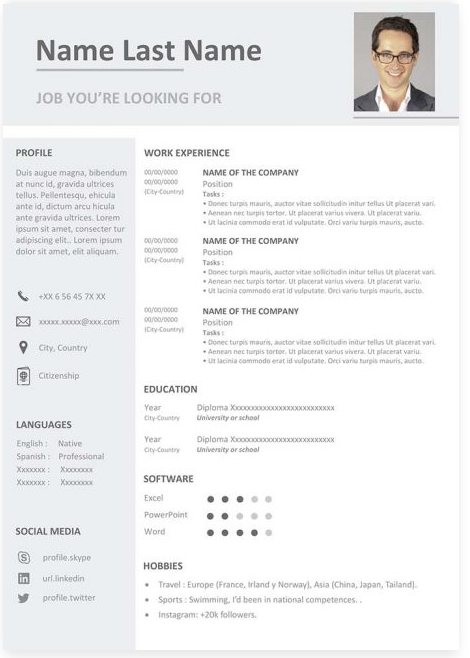 Name Last Name
JOB YOU'RE LOOKING FOR
PROFILE
Duis augue magna, bibendum
at nunc id, gravida ultrices
tellus. Pellentesqu, ehicula
ante id, dictum arcu hicula
ante gravida ultrices. Lorem
ipsum sit amet, consecter tur
adipiscing elit.. Lorem ipsum
dolor sit amet, elit aliquam.
+XX 6 56 45 7X XX
xxxxx.xxxxx@xxx.com
City, Country
Citizenship
LANGUAGES
English : Native
Spanish : Professional
Xxxxxxx : Xxxxxxxx
Xxxxxxx : Xxxxxxxx
SOCIAL MEDIA
profile.skype
url.linkedin
profile.twitter
WORK EXPERIENCE
00/00/0000
00/00/0000
(City-Country)
NAME OF THE COMPANY
Position
Tasks :
• Donec turpis mauris, auctor vitae sollicitudin initur tellus Ut placerat vari.
• Aenean nec turpis tortor. Ut placerat varius vivera. Ut placerat variu.
• Ut lacinia commodo erat id vulputate. Orci variu turpic mauris, aucto.
00/00/0000
00/00/0000
(City-Country)
NAME OF THE COMPANY
Position
Tasks :
• Donec turpis mauris, auctor vitae sollicitudin initur tellus Ut placerat vari.
• Aenean nec turpis tortor. Ut placerat varius vivera. Ut placerat variu.
• Ut lacinia commodo erat id vulputate. Orci variu turpic mauris, aucto.
00/00/0000
00/00/0000
(City-Country)
NAME OF THE COMPANY
Position
Tasks :
• Donec turpis mauris, auctor vitae sollicitudin initur tellus Ut placerat vari.
• Aenean nec turpis tortor. Ut placerat varius vivera. Ut placerat variu.
• Ut lacinia commodo erat id vulputate. Orci variu turpic mauris, aucto.
EDUCATION
Year Diploma Xxxxxxxxxxxxxxxxxxxxxxxxxx
City-Country University or school
Year Diploma Xxxxxxxxxxxxxxxxxxxxxxxxxx
City-Country University or school
SOFTWARE
Excel
PowerPoint
Word
HOBBIES
• Travel : Europe (France, Irland y Norway), Asia (China, Japan, Tailand).
• Sports : Swimming, I'd been in national competences. .
• Instagram: +20k followers.